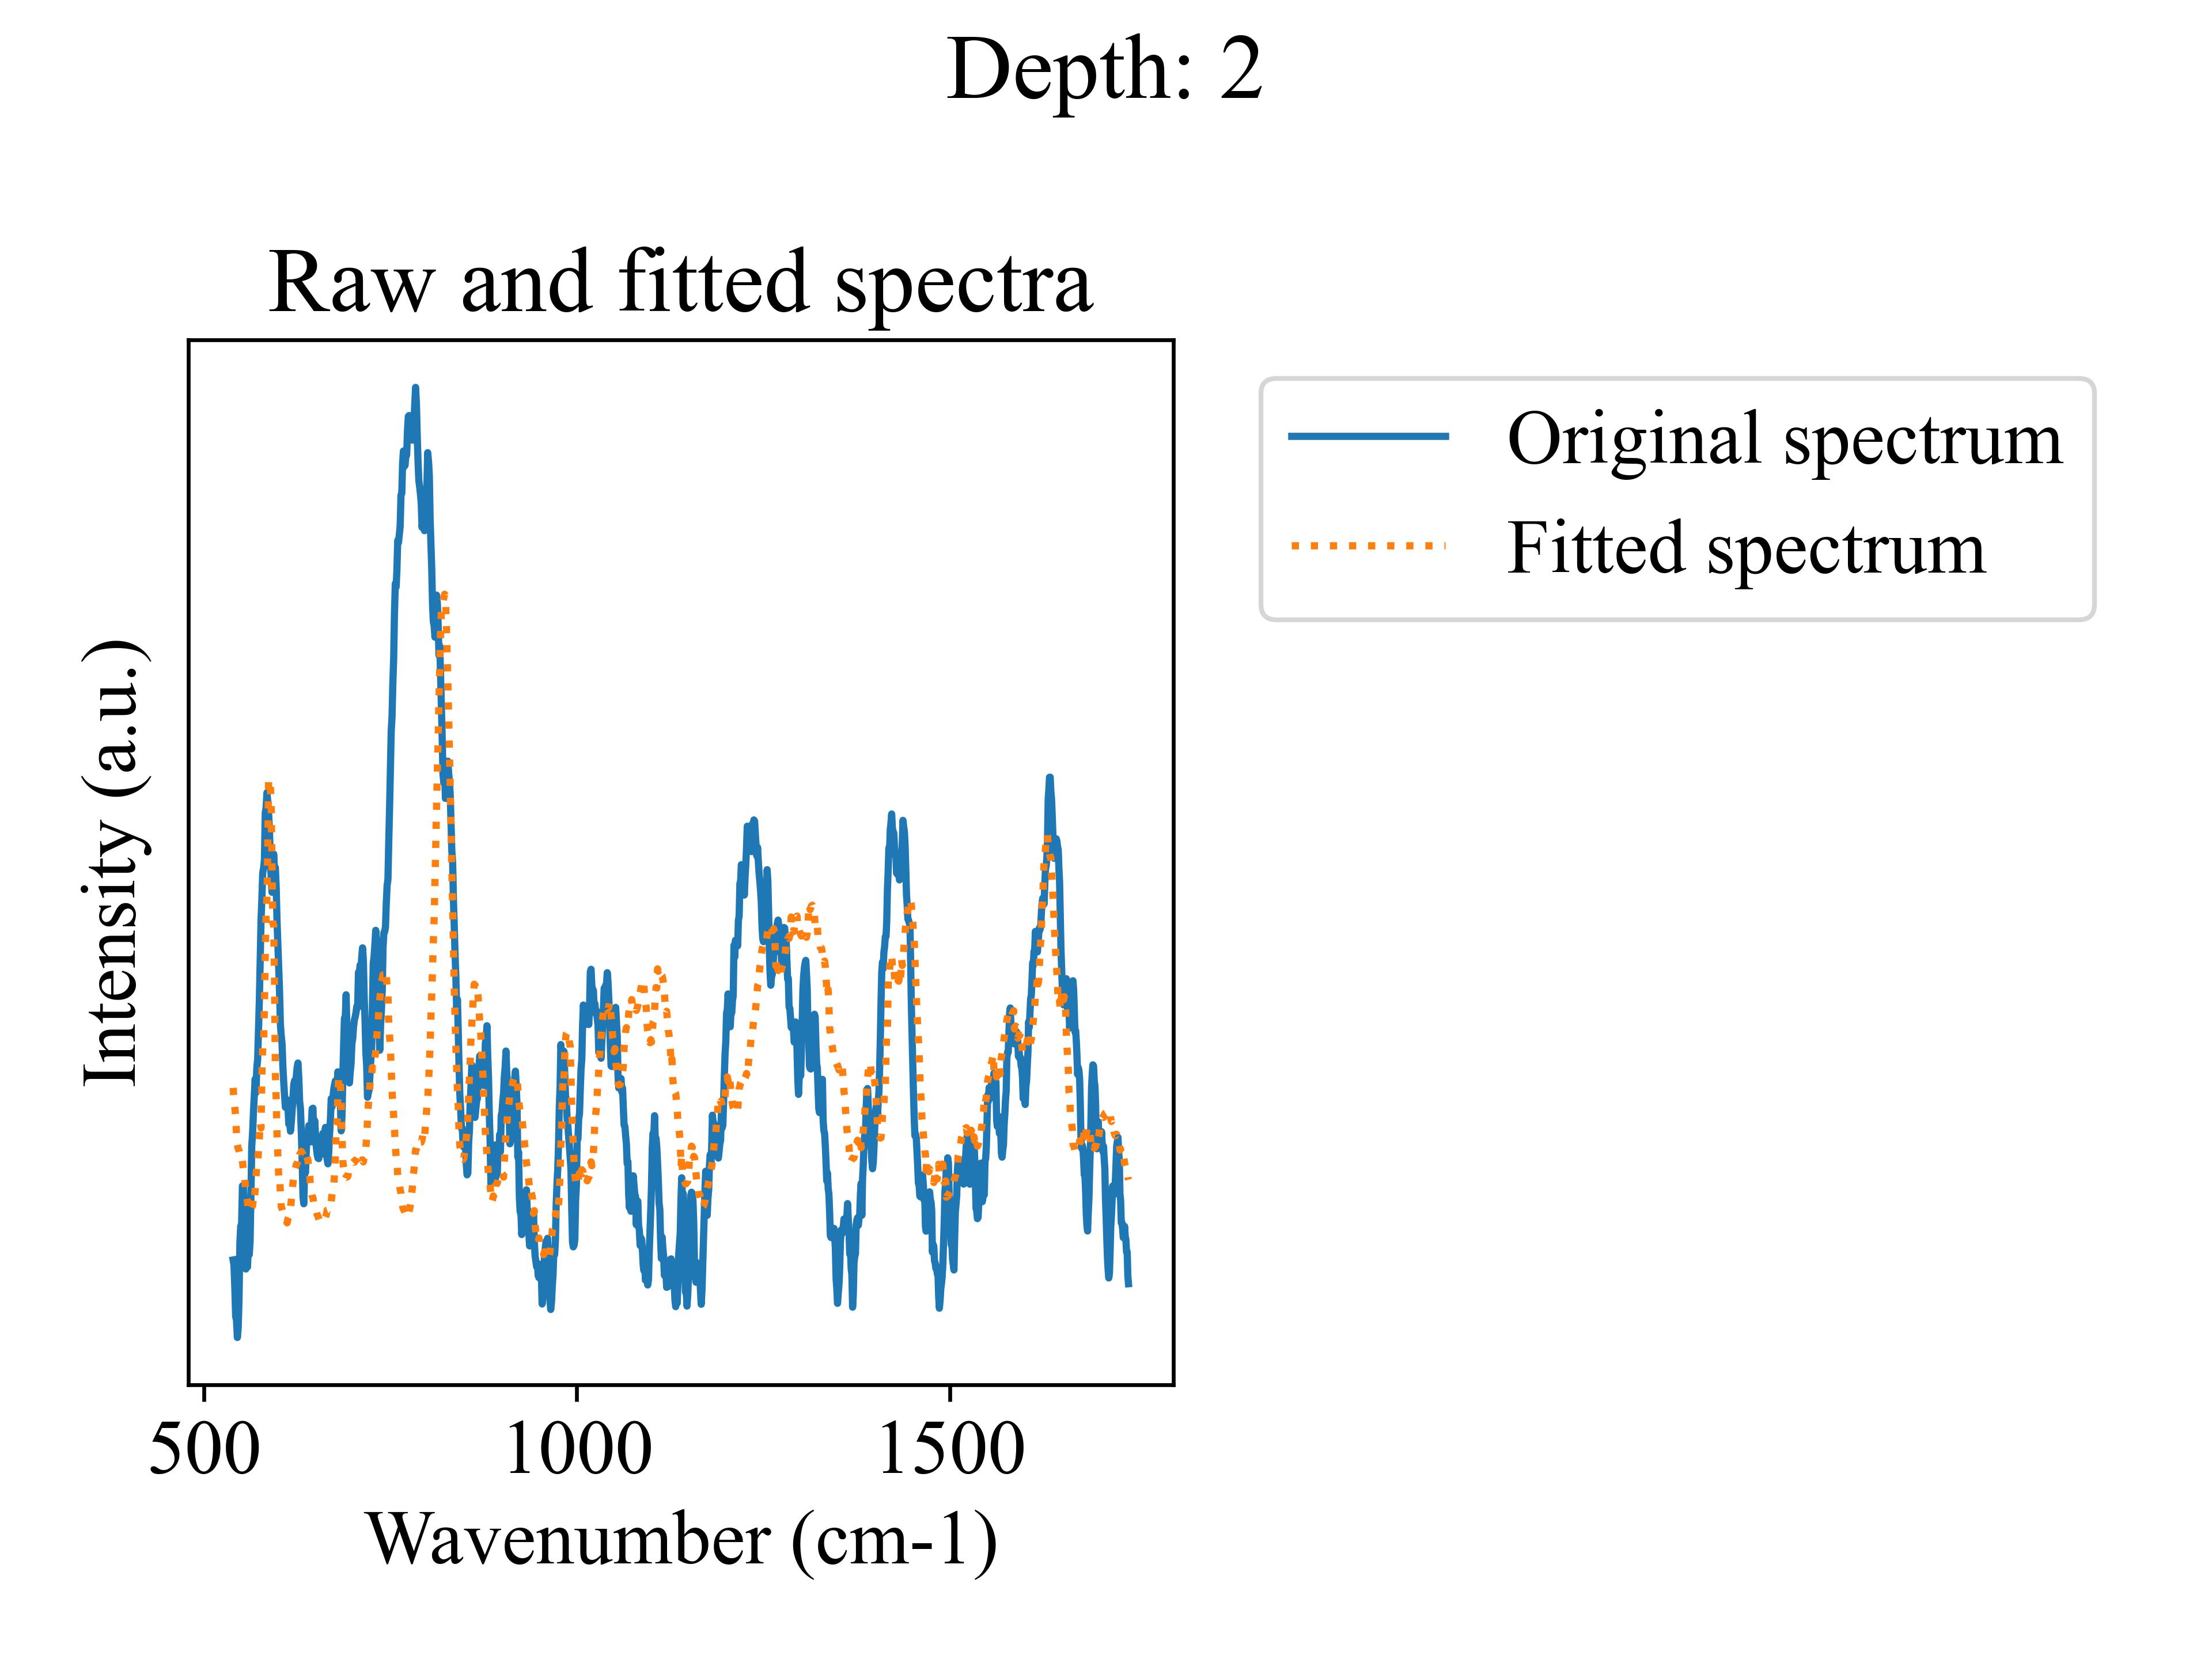 Depth: 2
Raw and fitted spectra
Original spectrum
Fitted spectrum
Intensity (a.u.)
500 1000 1500
Wavenumber (cm-1)